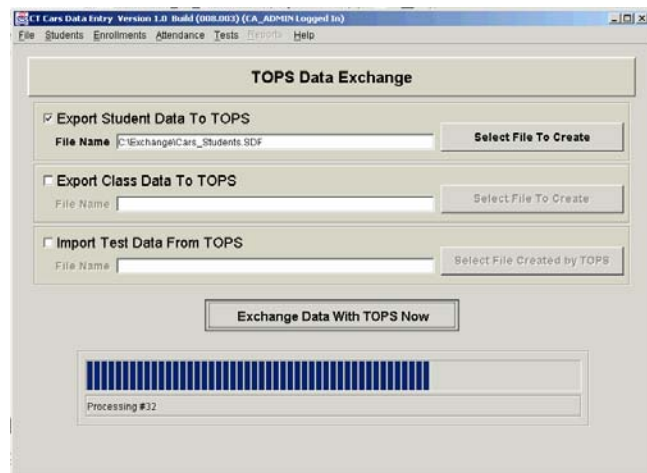 CT Cars Data Entry Version 1.0 Build (008.003) (CA_ADMIN Logged In)
File Students Enrollments Attendance Tests Reports Help
TOPS Data Exchange
Export Student Data To TOPS
File Name C:\Exchange\Cars_Students.SDF Select File To Create
Export Class Data To TOPS
File Name Select File To Create
Import Test Data From TOPS
File Name Select File Created by TOPS
Exchange Data With TOPS Now
Processing #32